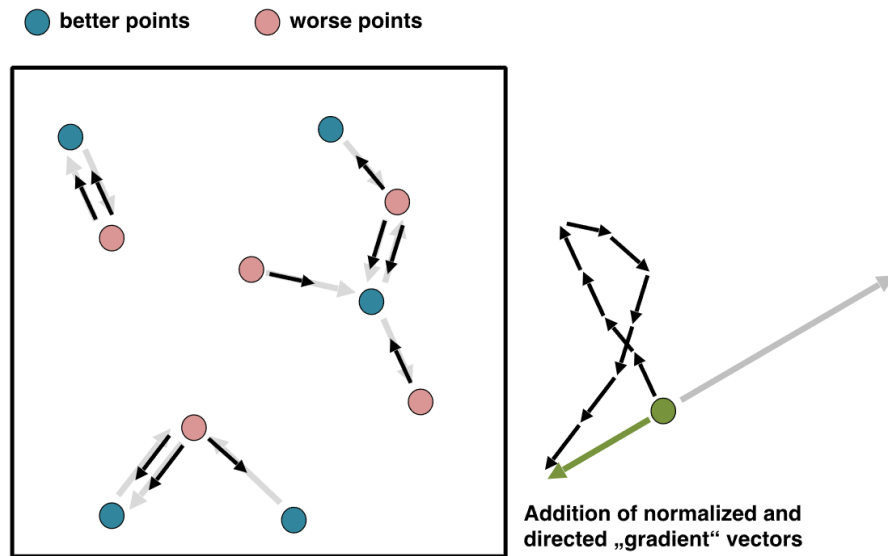 better points
worse points
Addition of normalized and
directed „gradient“ vectors